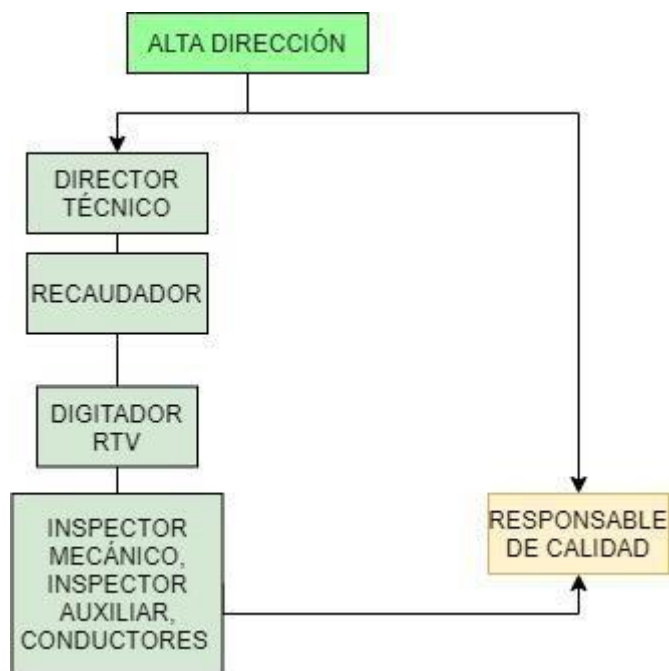 ALTA DIRECCIÓN
DIRECTOR
TÉCNICO
RECAUDADOR
DIGITADOR
RTV
INSPECTOR
MECÁNICO,
INSPECTOR
AUXILIAR,
CONDUCTORES
RESPONSABLE
DE CALIDAD